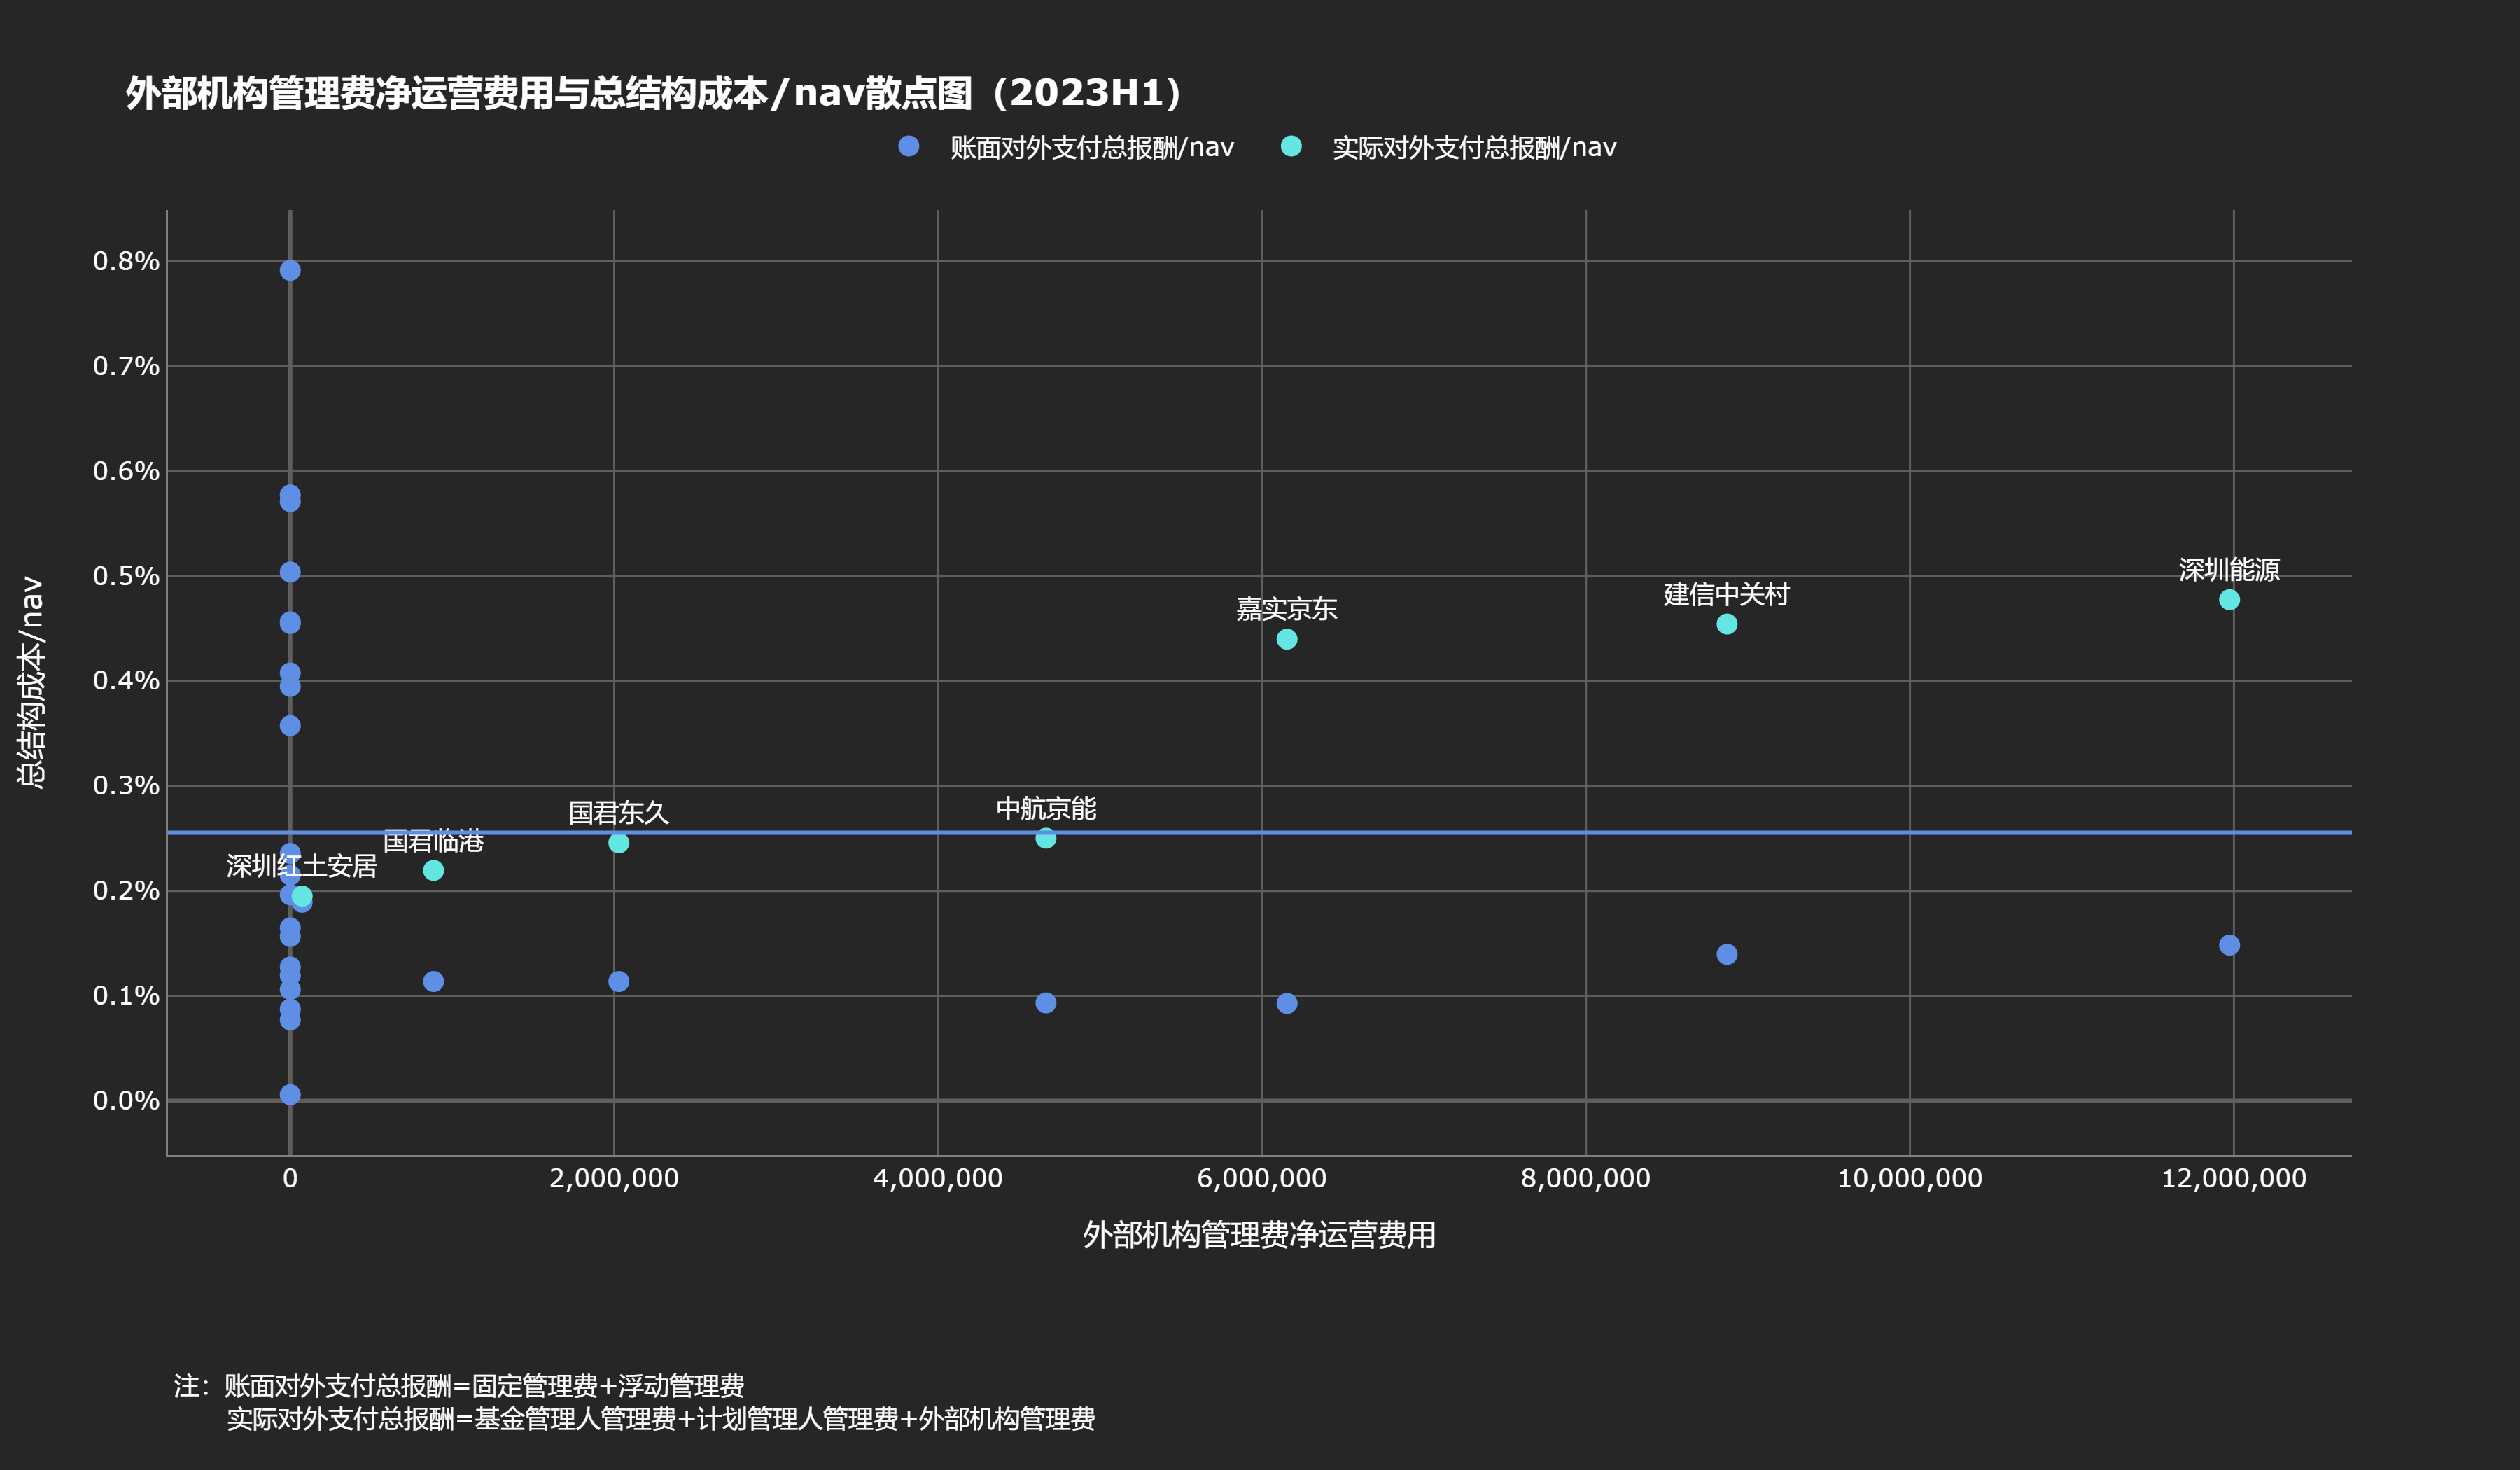 外部机构管理费净运营费用与总结构成本/nav散点图（2023H1）
账面对外支付总报酬/nav
实际对外支付总报酬/nav
总结构成本/nav
0.8%
0.7%
0.6%
0.5%
0.4%
0.3%
0.2%
0.1%
0.0%
深圳能源
建信中关村
嘉实京东
中航京能
国君东久
国君临港
深圳红土安居
0
2,000,000
4,000,000
6,000,000
8,000,000
10,000,000
12,000,000
外部机构管理费净运营费用
注：账面对外支付总报酬=固定管理费+浮动管理费
实际对外支付总报酬=基金管理人管理费+计划管理人管理费+外部机构管理费